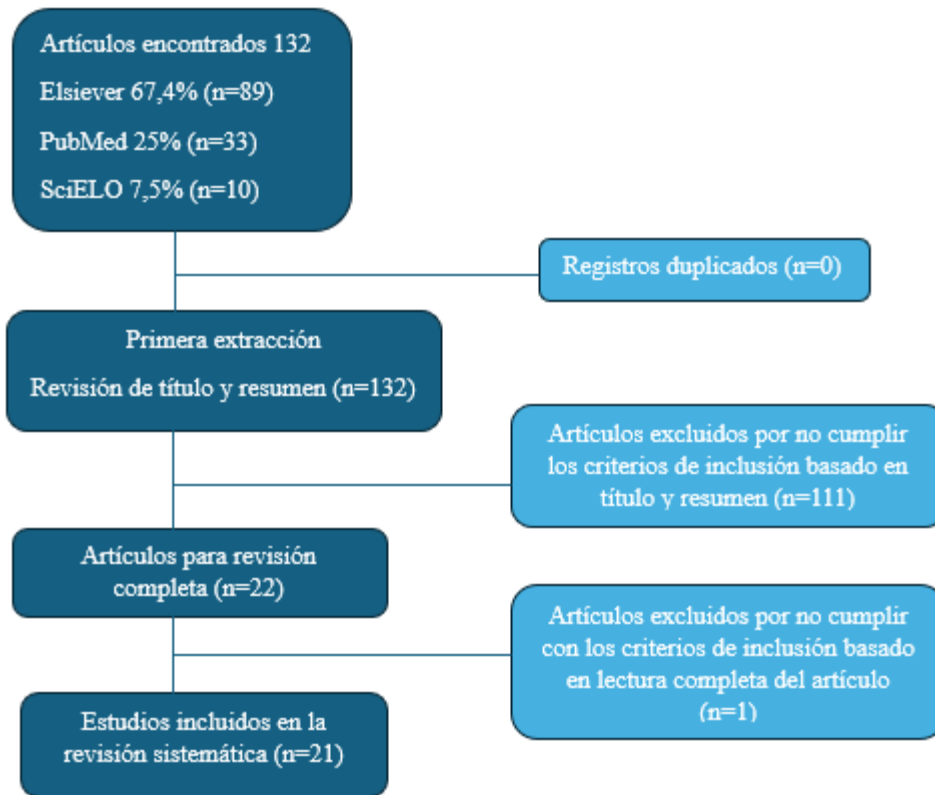 Artículos encontrados 132
Elsiever 67,4% (n=89)
PubMed 25% (n=33)
SciELO 7,5% (n=10)
Registros duplicados (n=0)
Primera extracción
Revisión de título y resumen (n=132)
Artículos excluidos por no cumplir
los criterios de inclusión basado en
título y resumen (n=111)
Artículos para revisión
completa (n=22)
Artículos excluidos por no cumplir
con los criterios de inclusión basado
en lectura completa del artículo
(n=1)
Estudios incluidos en la
revisión sistemática (n=21)